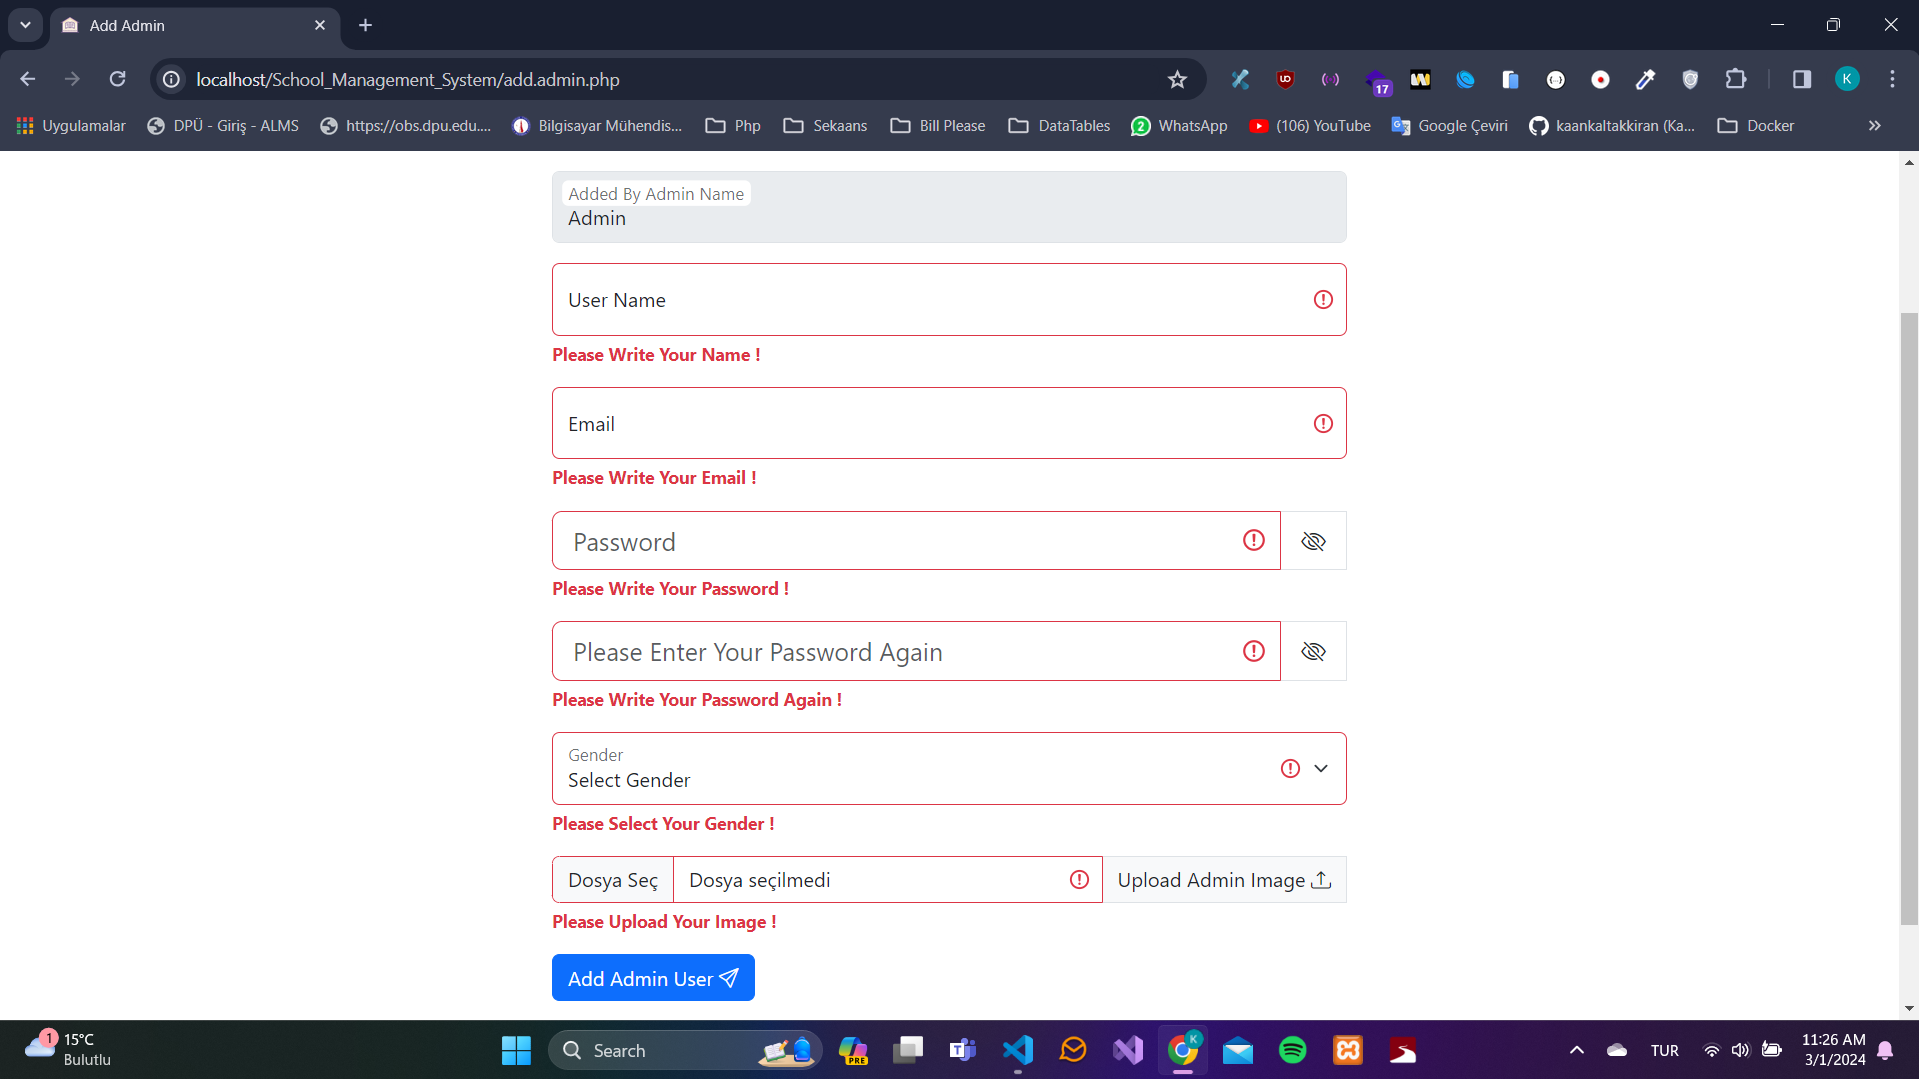 Add Admin
localhost/School_Management_System/add.admin.php
17
K
Uygulamalar
DPÜ - Giriş - ALMS
https://obs.dpu.edu....
Bilgisayar Mühendis...
Php
Sekaans
Bill Please
DataTables
2
WhatsApp
(106) YouTube
Google Çeviri
kaankaltakkiran (Ka...
Docker
Added By Admin Name
Admin
User Name
Please Write Your Name !
Email
Please Write Your Email !
Password
Please Write Your Password !
Please Enter Your Password Again
Please Write Your Password Again !
Gender
Select Gender
Please Select Your Gender !
Dosya Seç
Dosya seçilmedi
Upload Admin Image
Please Upload Your Image !
Add Admin User
1
15°C
Bulutlu
Search
PRE
K
TUR
11:26 AM
3/1/2024